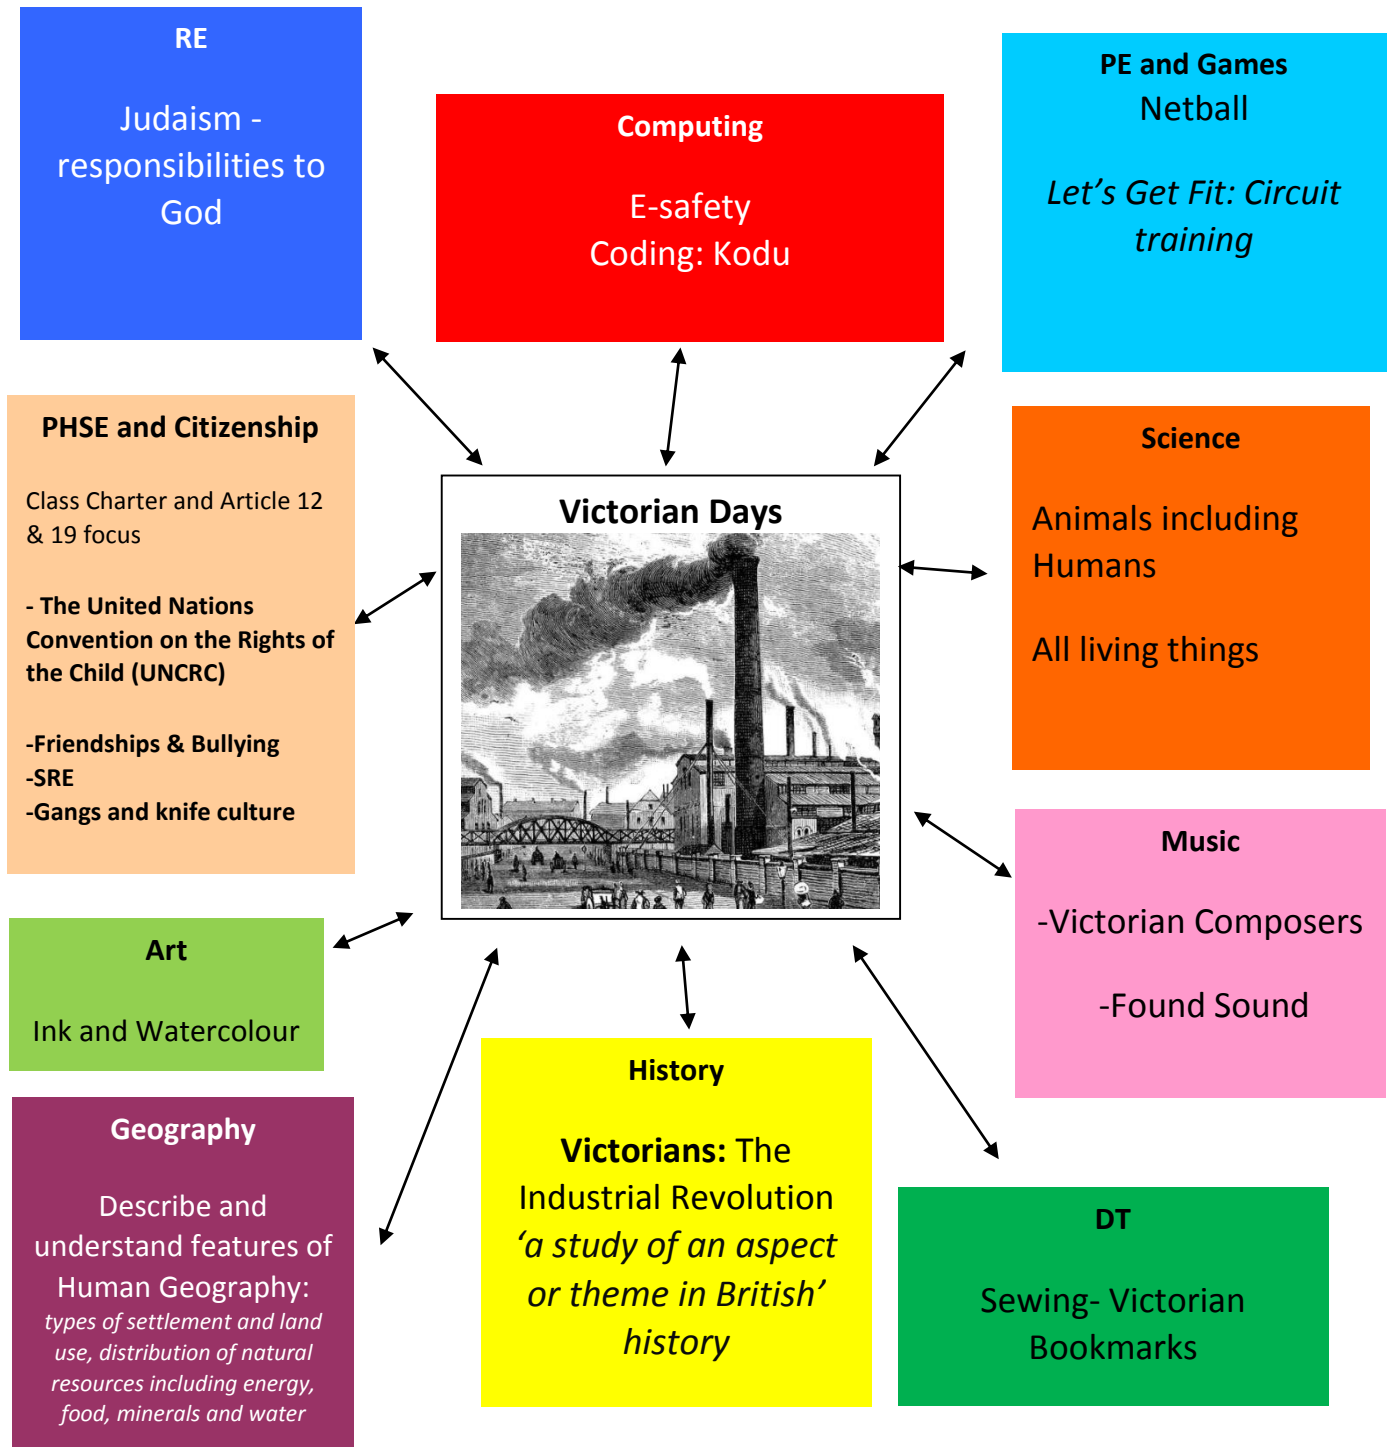 RE
Judaism -
responsibilities to
God
Computing
E-safety
Coding: Kodu
PE and Games
Netball
Let’s Get Fit: Circuit
training
PHSE and Citizenship
Class Charter and Article 12
& 19 focus
- The United Nations
Convention on the Rights of
the Child (UNCRC)
-Friendships & Bullying
-SRE
-Gangs and knife culture
Victorian Days
Science
Animals including
Humans
All living things
Music
-Victorian Composers
-Found Sound
Art
Ink and Watercolour
Geography
Describe and
understand features of
Human Geography:
types of settlement and land
use, distribution of natural
resources including energy,
food, minerals and water
History
Victorians: The
Industrial Revolution
‘a study of an aspect
or theme in British’
history
DT
Sewing- Victorian
Bookmarks